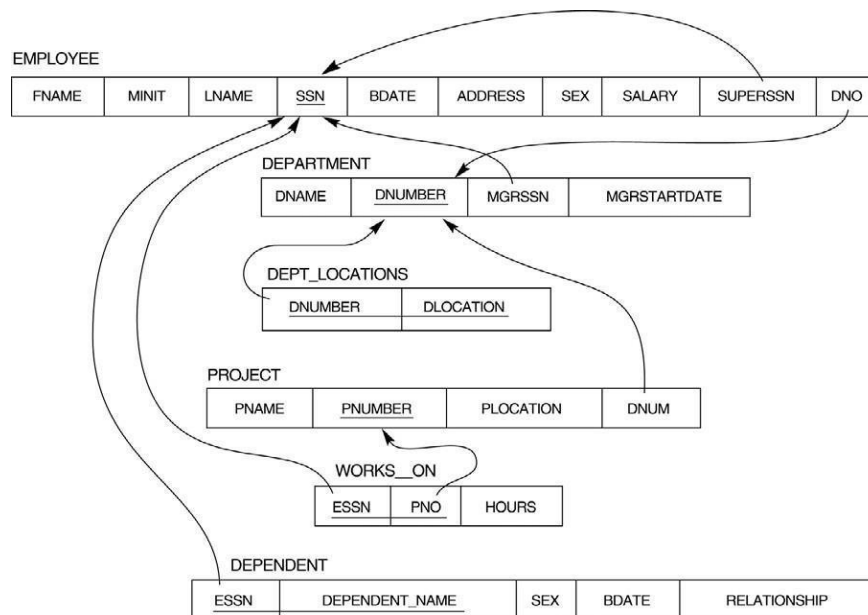 EMPLOYEE
FNAME MINIT LNAME SSN BDATE ADDRESS SEX SALARY SUPERSSN DNO
DEPARTMENT
DNAME DNUMBER MGRSSN MGRSTARTDATE
DEPT_LOCATIONS
DNUMBER DLOCATION
PROJECT
PNAME PNUMBER PLOCATION DNUM
WORKS__ON
ESSN PNO HOURS
DEPENDENT
ESSN DEPENDENT_NAME SEX BDATE RELATIONSHIP